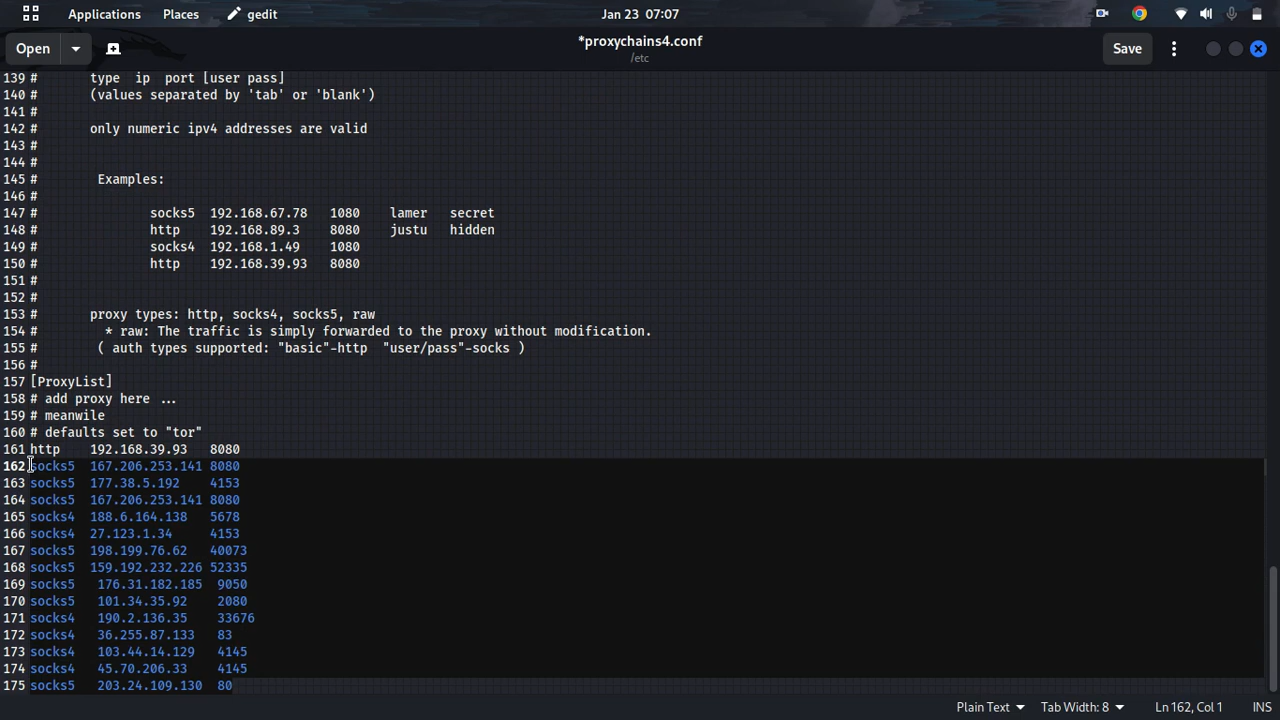 Applications Places gedit Jan 23 07:07
Open *proxychains4.conf Save
/etc
139 # type ip port [user pass]
140 # (values separated by 'tab' or 'blank')
141 #
142 # only numeric ipv4 addresses are valid
143 #
144 #
145 # Examples:
146 #
147 # socks5 192.168.67.78 1080 lamer secret
148 # http 192.168.89.3 8080 justu hidden
149 # socks4 192.168.1.49 1080
150 # http 192.168.39.93 8080
151 #
152 #
153 # proxy types: http, socks4, socks5, raw
154 # * raw: The traffic is simply forwarded to the proxy without modification.
155 # ( auth types supported: "basic"-http "user/pass"-socks )
156 #
157 [ProxyList]
158 # add proxy here ...
159 # meanwile
160 # defaults set to "tor"
161 http 192.168.39.93 8080
162 socks5 167.206.253.141 8080
163 socks5 177.38.5.192 4153
164 socks5 167.206.253.141 8080
165 socks4 188.6.164.138 5678
166 socks4 27.123.1.34 4153
167 socks5 198.199.76.62 40073
168 socks5 159.192.232.226 52335
169 socks5 176.31.182.185 9050
170 socks5 101.34.35.92 2080
171 socks4 190.2.136.35 33676
172 socks4 36.255.87.133 83
173 socks4 103.44.14.129 4145
174 socks4 45.70.206.33 4145
175 socks5 203.24.109.130 80
Plain Text Tab Width: 8 Ln 162, Col 1 INS